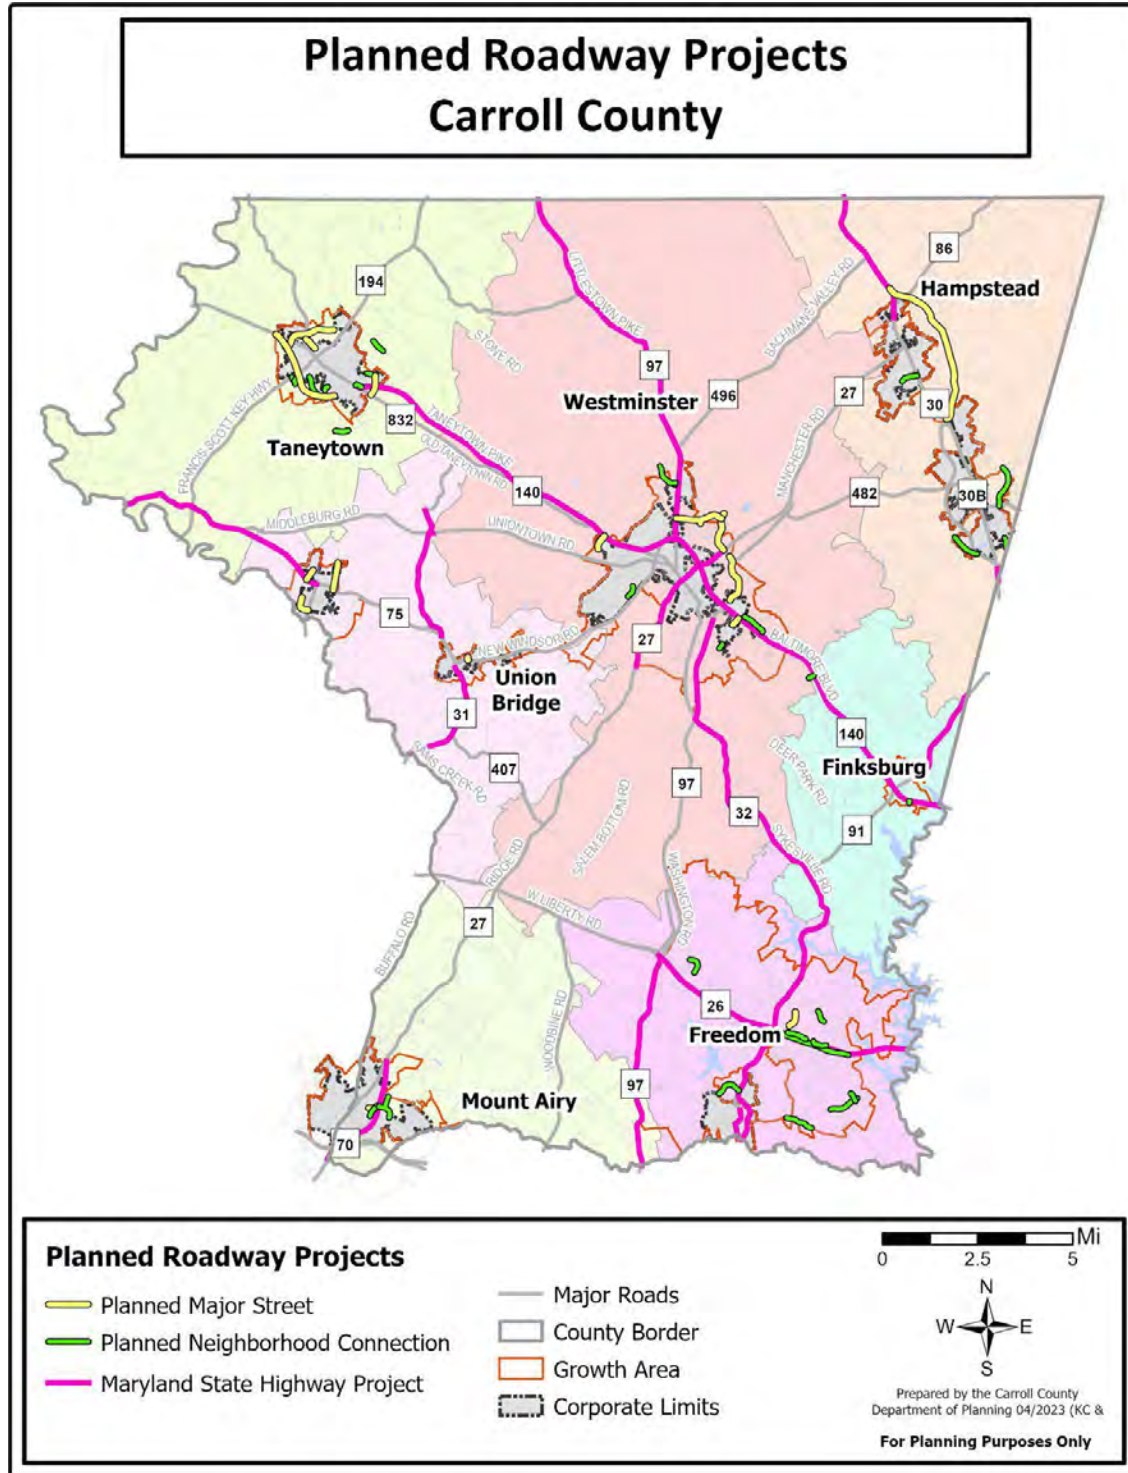 Planned Roadway Projects
Carroll County
86
Hampstead
194
LITTLESTOWN PIKE
BACHMANS VALLEY RD
STONE RD
97
Westminster
496
27
30
FRANCIS SCOTT KEY HWY
832
Taneytown
TANEYTOWN PIKE
OLD TANEYTOWN RD
MANCHESTER RD
140
482
30B
MIDDLEBURG RD
UNIONTOWN RD
75
NEW WINDSOR RD
27
BALTIMORE BLVD
Union
Bridge
31
140
SAMS CREEK RD
407
DEER PARK RD
Finksburg
97
32
91
SALEM BOTTOM RD
SYKESVILLE RD
RIDGE RD
WASHINGTON RD
W LIBERTY RD
27
BUFFALO RD
WOODBINE RD
26
Freedom
97
Mount Airy
70
Planned Roadway Projects
Planned Major Street
Planned Neighborhood Connection
Maryland State Highway Project
Major Roads
County Border
Growth Area
Corporate Limits
Mi
0 2.5 5
N
W E
S
Prepared by the Carroll County
Department of Planning 04/2023 (KC &
For Planning Purposes Only